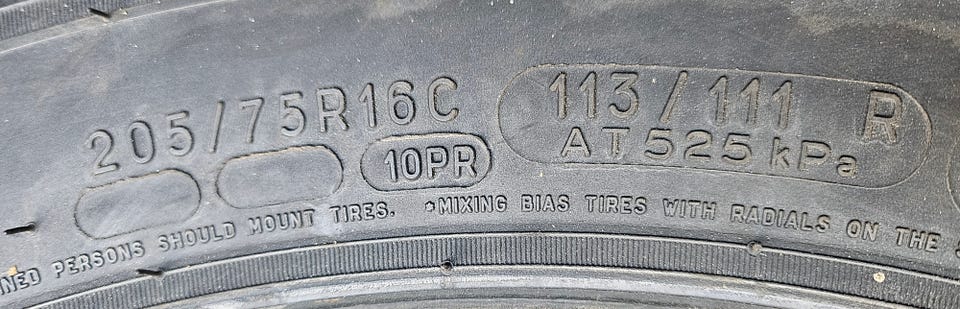 205/75R16C
10PR
113/111 R
AT 525 kPa
PERSONS SHOULD MOUNT TIRES. *MIXING BIAS TIRES WITH RADIALS ON THE